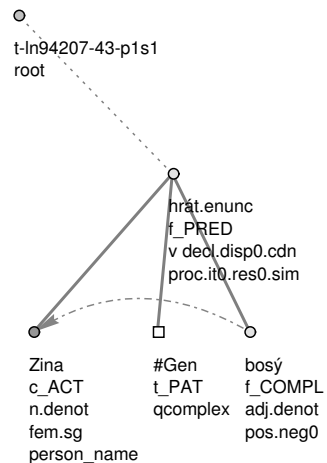 t-ln94207-43-p1s1
root
hrát.enunc
f_PRED
v decl.disp0.cdn
proc.it0.res0.sim
Zina
c_ACT
n.denot
fem.sg
person_name
#Gen
t_PAT
qcomplex
bosý
f_COMPL
adj.denot
pos.neg0